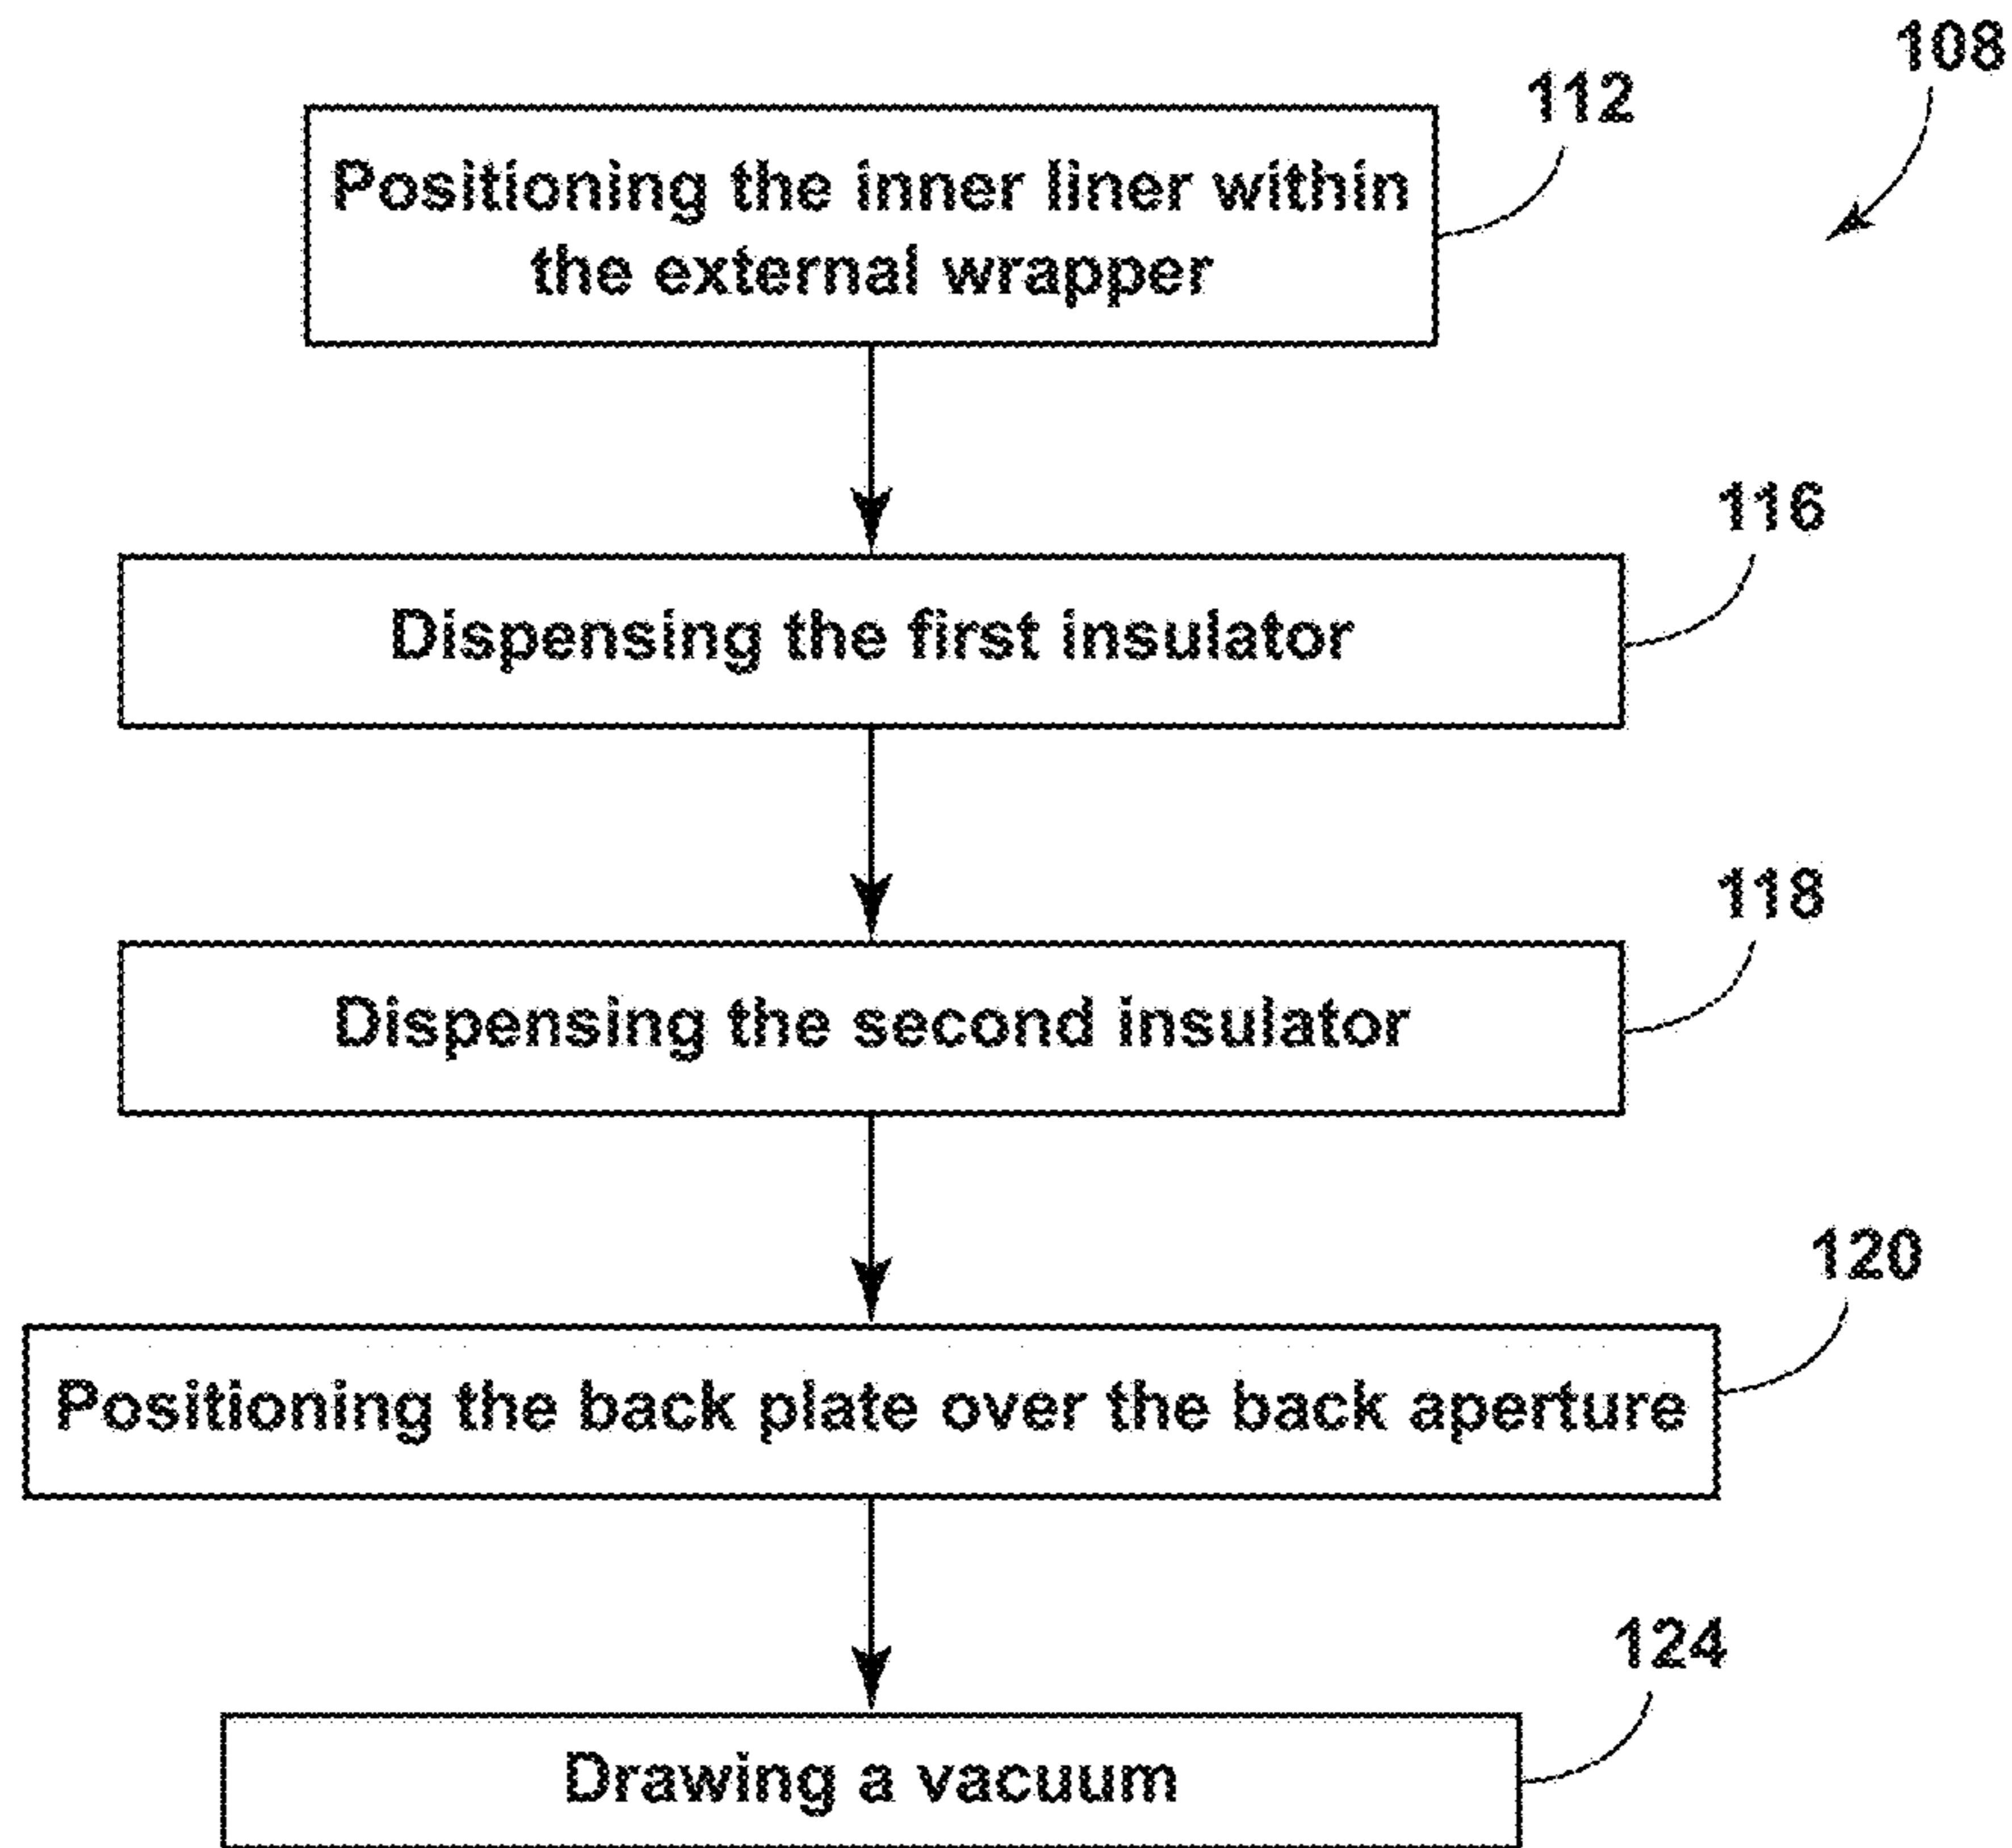 108
112
Positioning the inner liner within
the external wrapper
116
Dispensing the first insulator
118
Dispensing the second insulator
120
Positioning the back plate over the back aperture
124
Drawing a vacuum